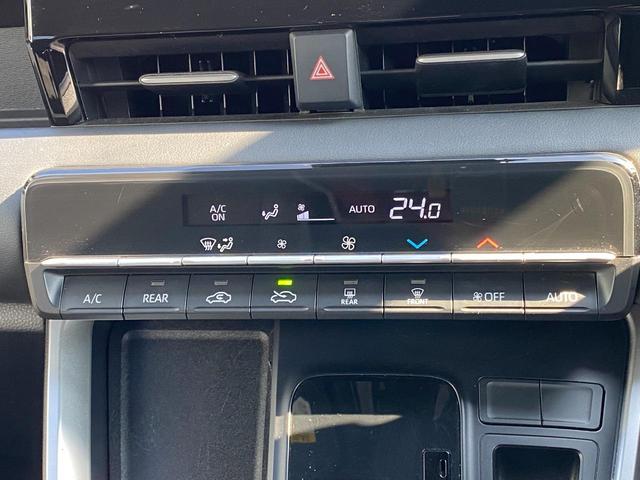 A/C
ON
AUTO
24.0
A/C
REAR
REAR
FRONT
OFF
AUTO